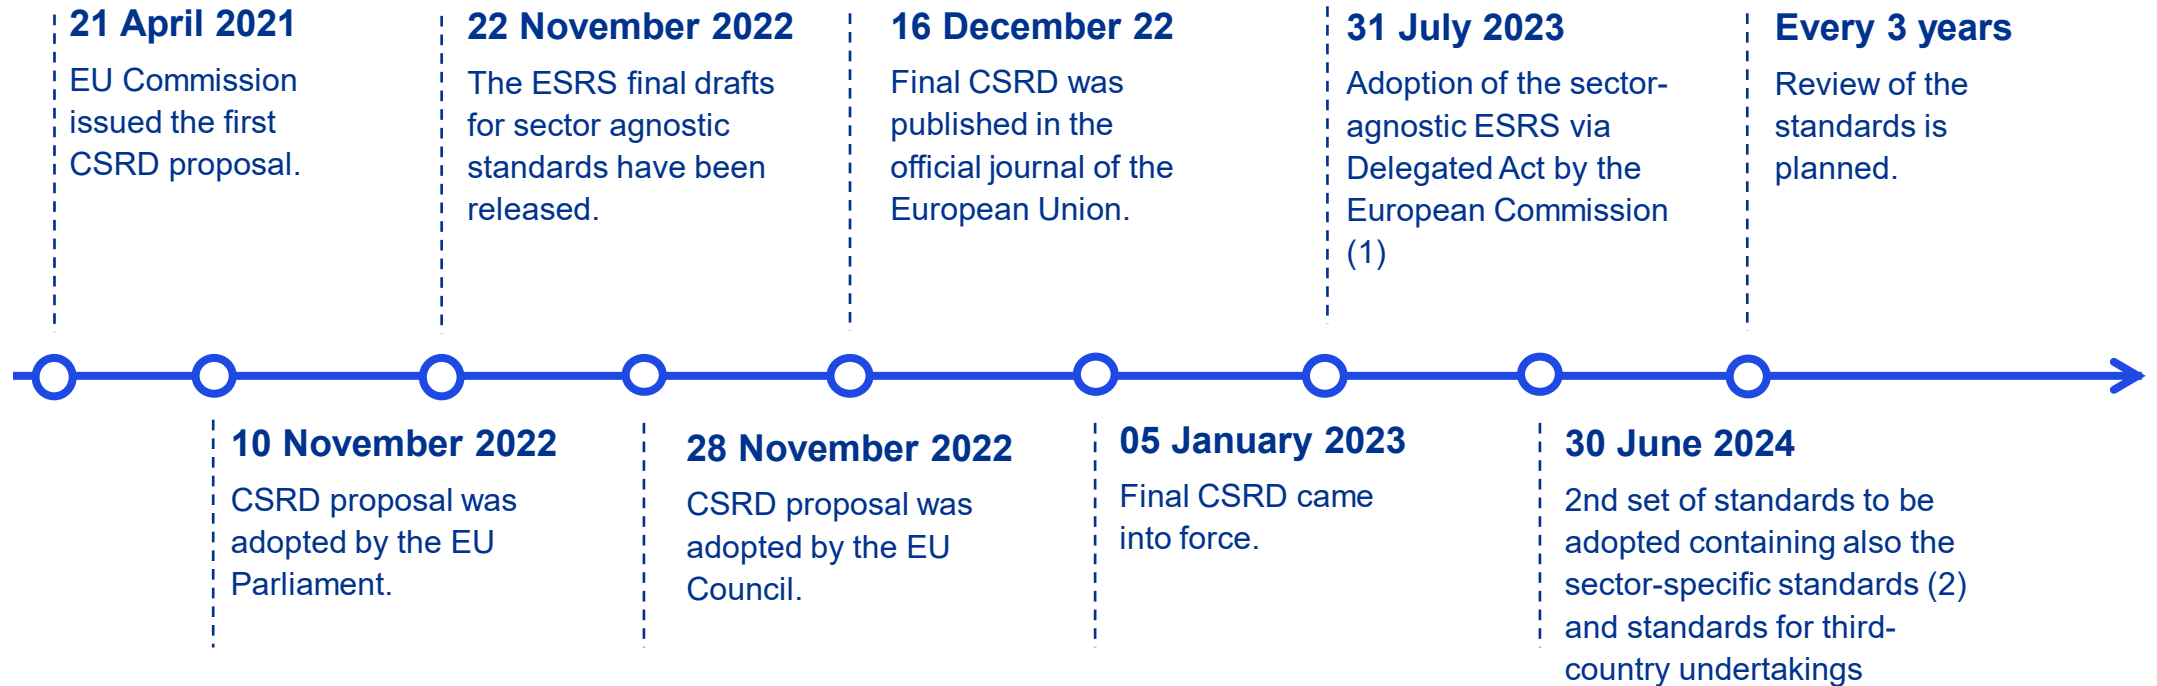 21 April 2021
EU Commission
issued the first
CSRD proposal.
22 November 2022
The ESRS final drafts
for sector agnostic
standards have been
released.
16 December 22
Final CSRD was
published in the
official journal of the
European Union.
31 July 2023
Adoption of the sector-
agnostic ESRS via
Delegated Act by the
European Commission
(1)
Every 3 years
Review of the
standards is
planned.
10 November 2022
CSRD proposal was
adopted by the EU
Parliament.
28 November 2022
CSRD proposal was
adopted by the EU
Council.
05 January 2023
Final CSRD came
into force.
30 June 2024
2nd set of standards to be
adopted containing also the
sector-specific standards (2)
and standards for third-
country undertakings